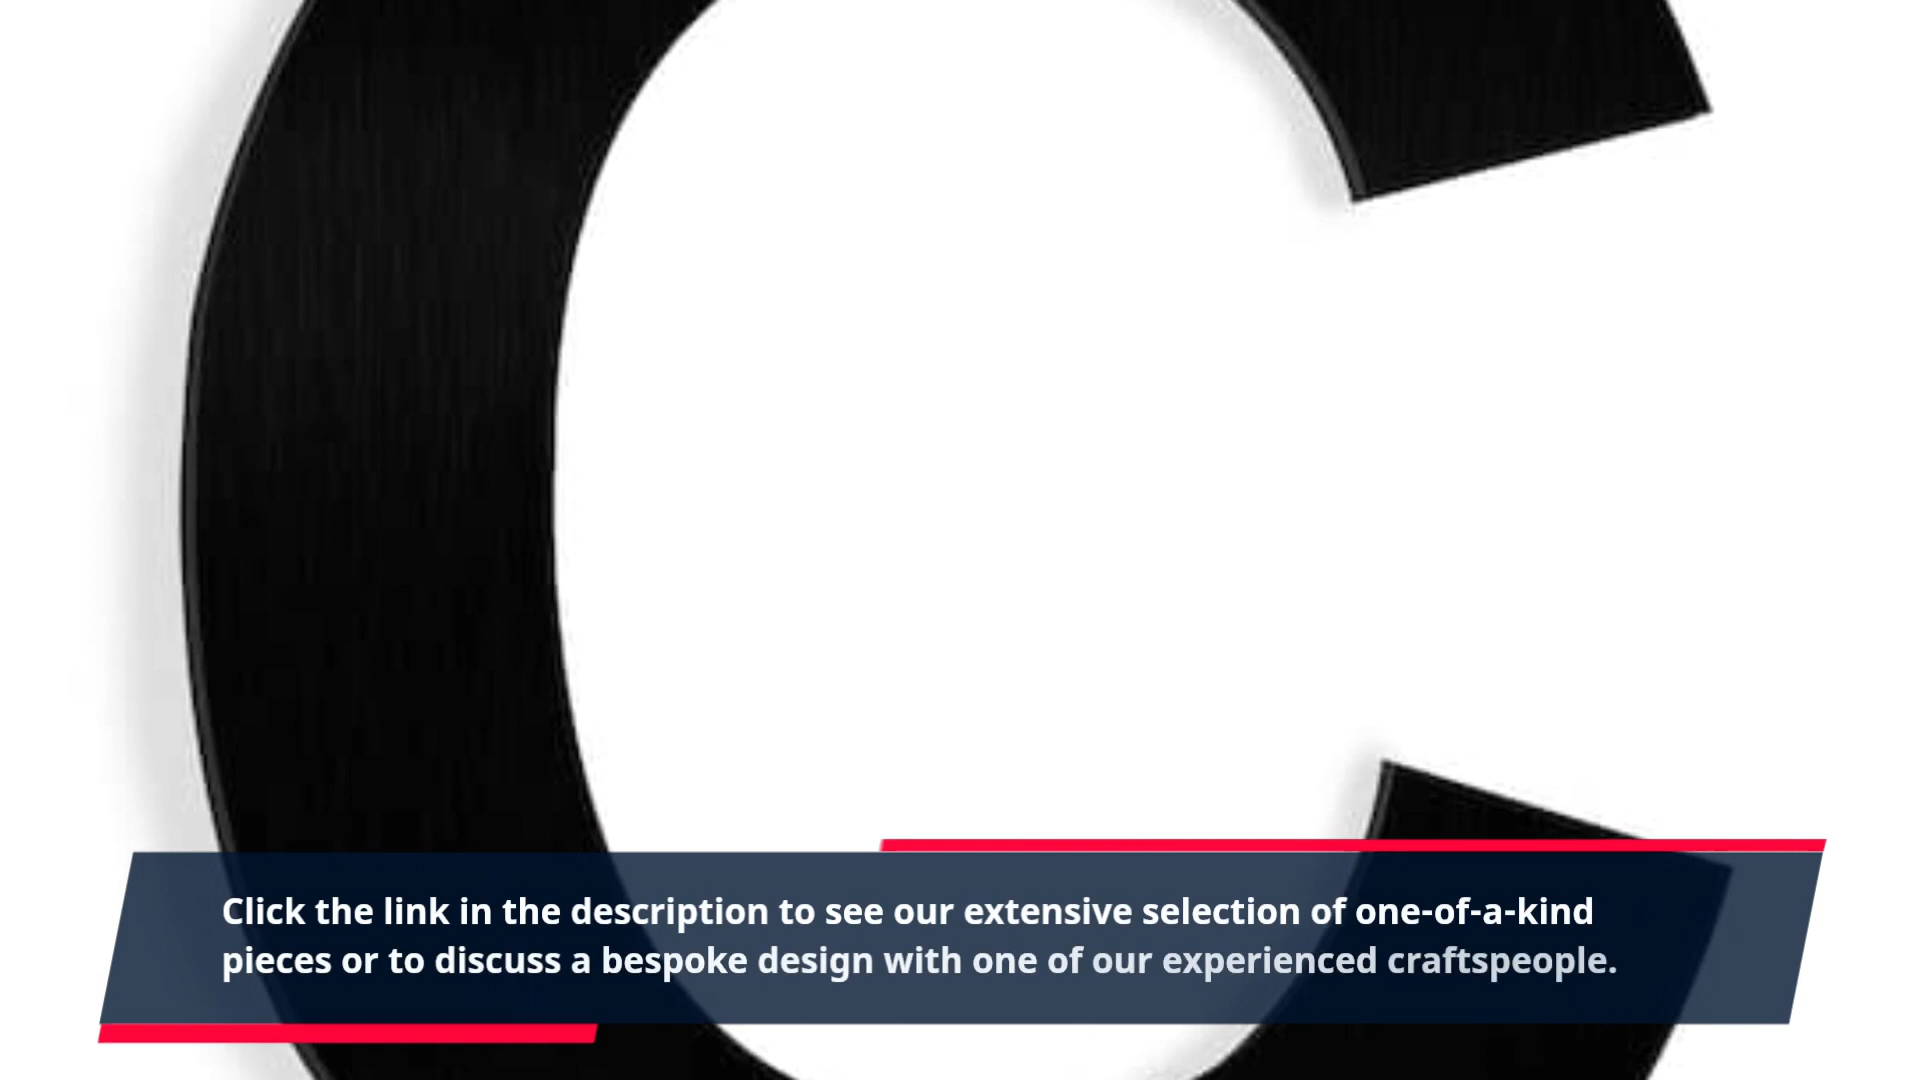 C
Click the link in the description to see our extensive selection of one-of-a-kind
pieces or to discuss a bespoke design with one of our experienced craftspeople.